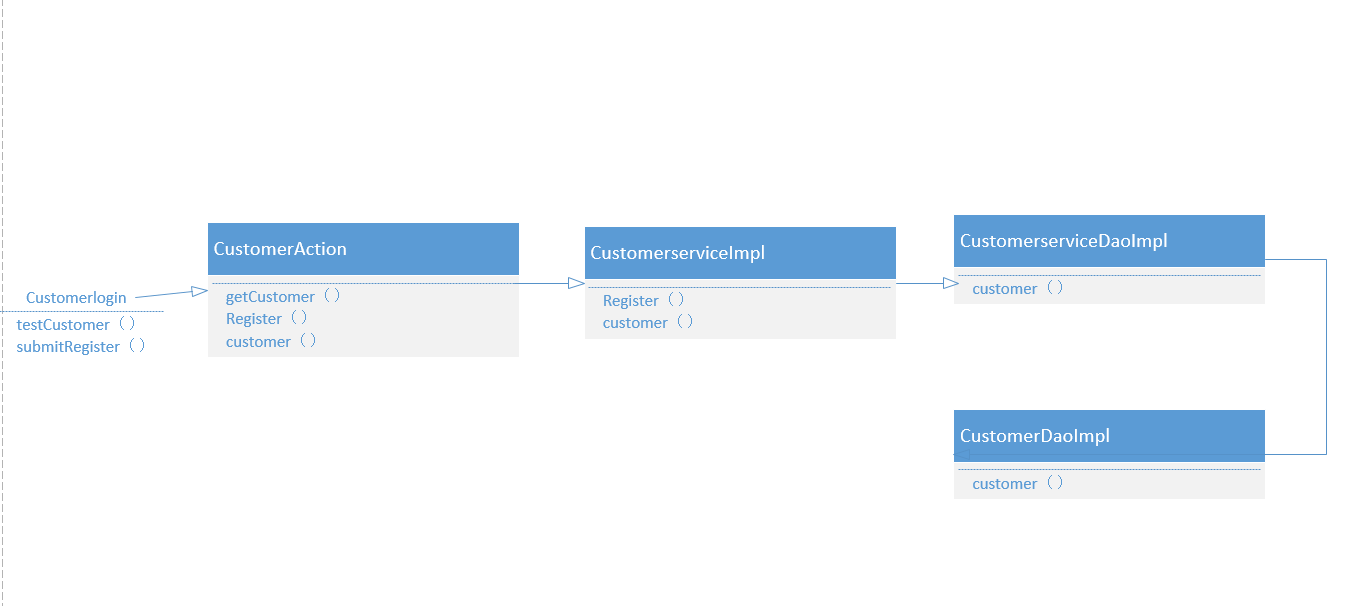 Customerlogin
testCustomer（）
submitRegister（）
CustomerAction
getCustomer（）
Register（）
customer（）
CustomerserviceImpl
Register（）
customer（）
CustomerserviceDaoImpl
customer（）
CustomerDaoImpl
customer（）